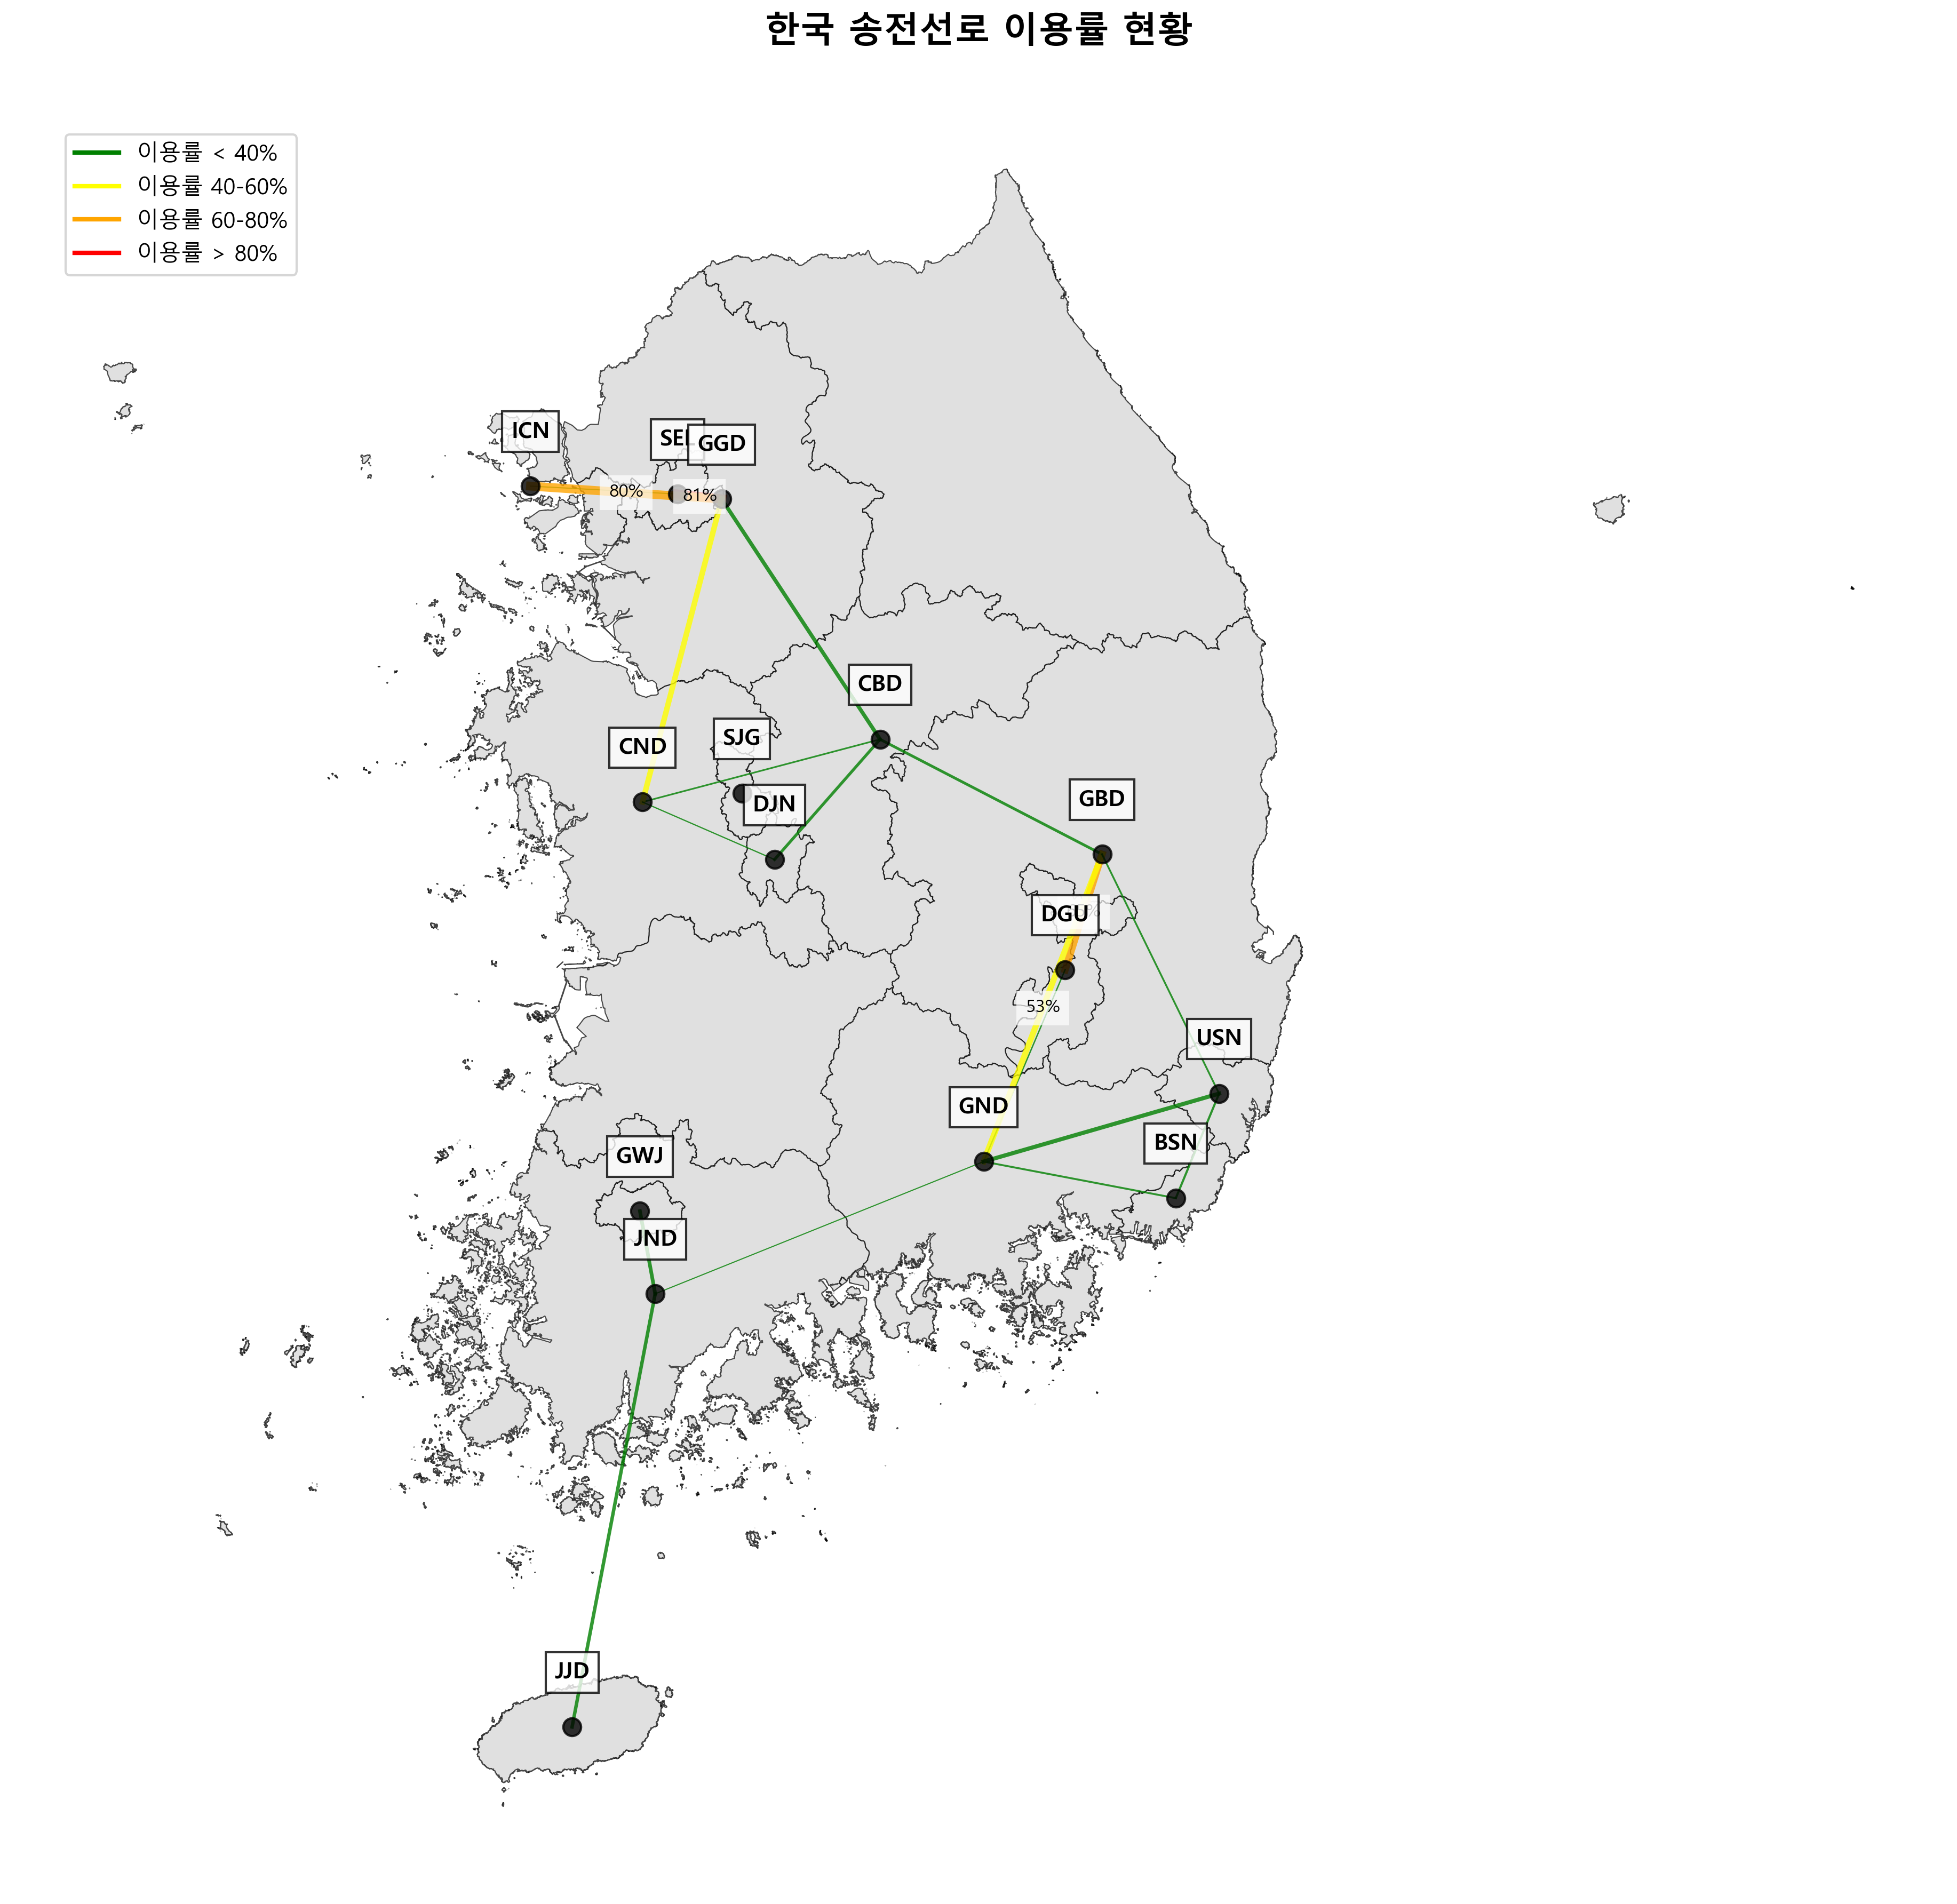 한국 송전선로 이용률 현황
이용률 < 40%
이용률 40-60%
이용률 60-80%
이용률 > 80%
ICN
GGD
80%
81%
CBD
CND
SJG
DJN
GBD
DGU
53%
USN
GND
BSN
GWJ
JND
JJD